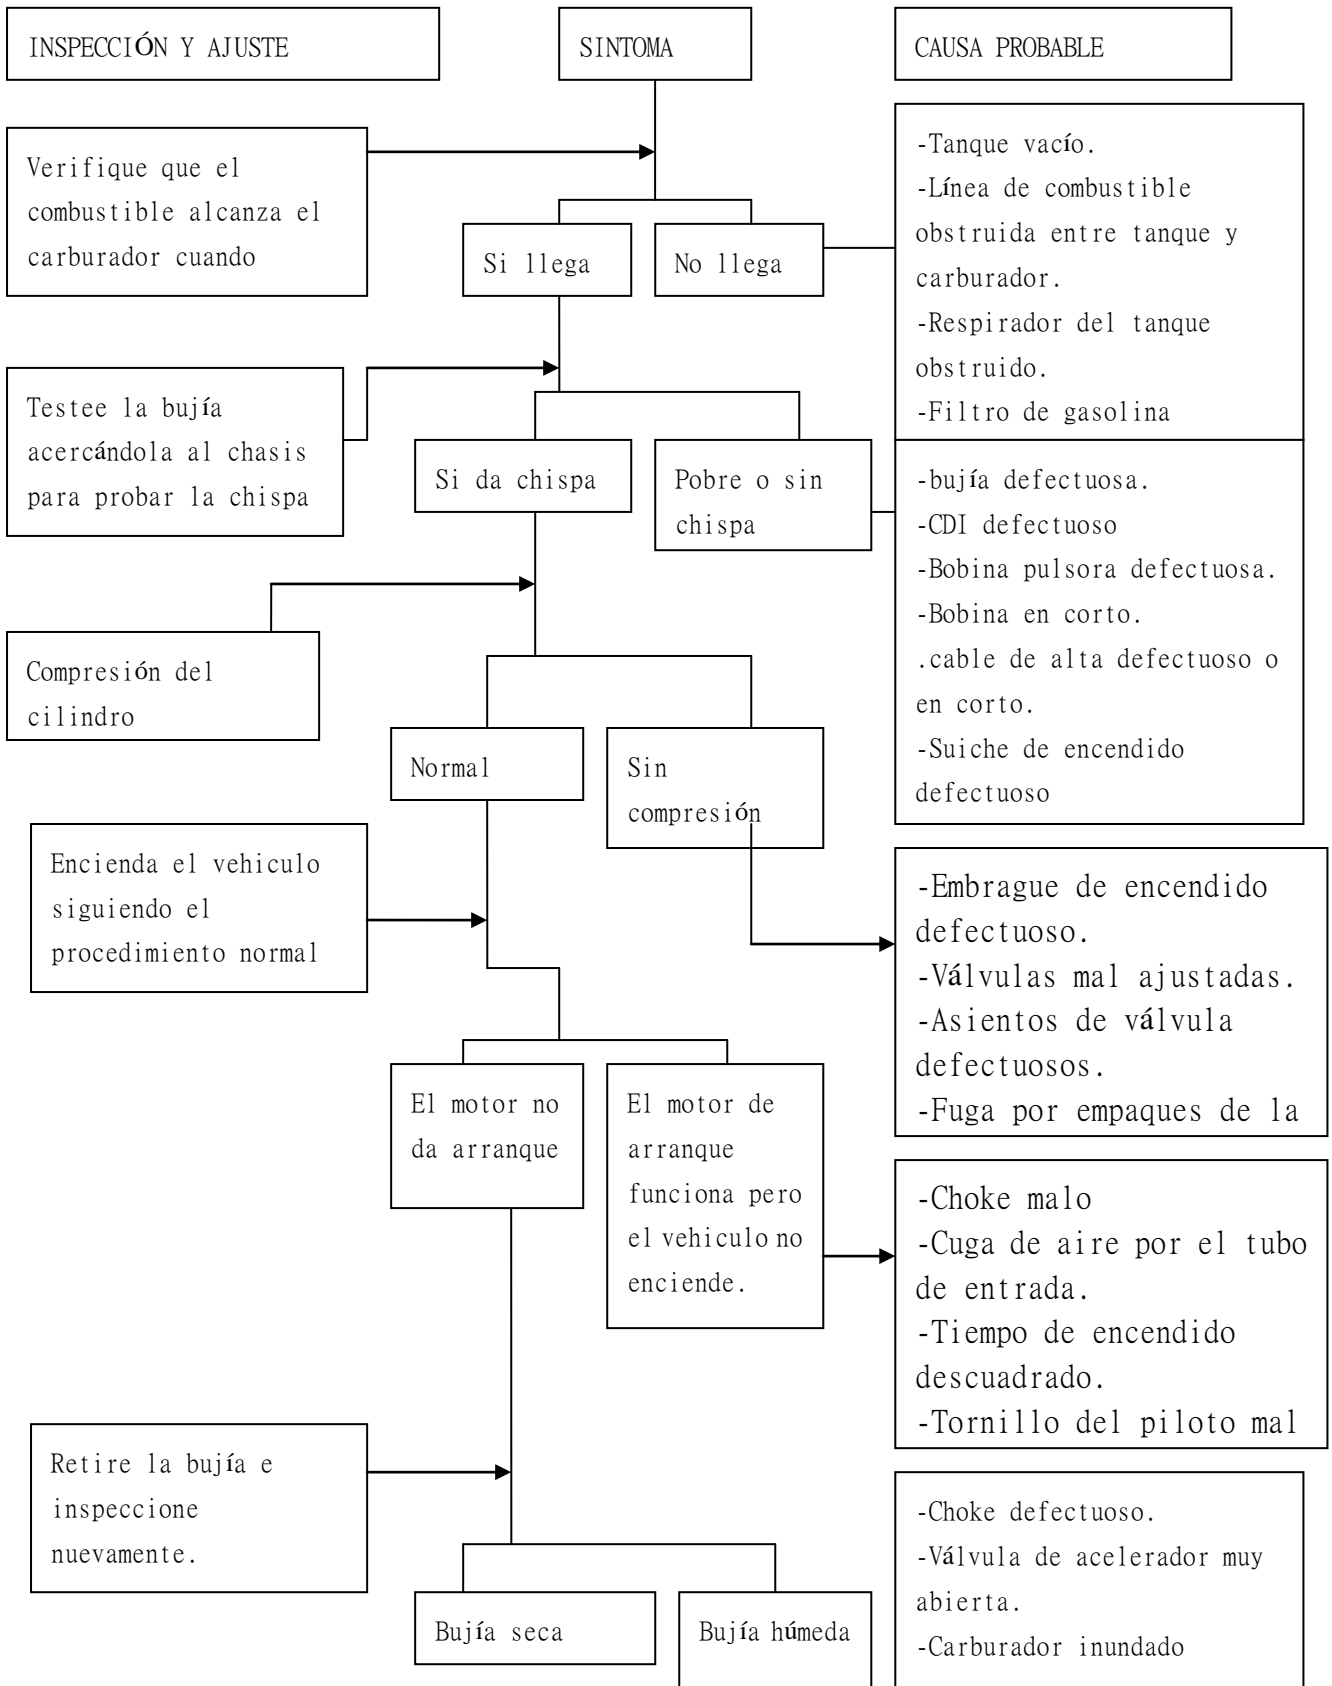 INSPECCIÓN Y AJUSTE
SINTOMA
CAUSA PROBABLE
Verifique que el
combustible alcanza el
carburador cuando
Si llega
No llega
-Tanque vacío.
-Línea de combustible
obstruida entre tanque y
carburador.
-Respirador del tanque
obstruido.
-Filtro de gasolina
Testee la bujía
acercándola al chasis
para probar la chispa
Si da chispa
Pobre o sin
chispa
-bujía defectuosa.
-CDI defectuoso
-Bobina pulsora defectuosa.
-Bobina en corto.
.cable de alta defectuoso o
en corto.
-Suiche de encendido
defectuoso
Compresión del
cilindro
Normal
Sin
compresión
-Embrague de encendido
defectuoso.
-Válvulas mal ajustadas.
-Asientos de válvula
defectuosos.
-Fuga por empaques de la
Encienda el vehiculo
siguiendo el
procedimiento normal
El motor no
da arranque
El motor de
arranque
funciona pero
el vehiculo no
enciende.
-Choke malo
-Cuga de aire por el tubo
de entrada.
-Tiempo de encendido
descuadrado.
-Tornillo del piloto mal
Retire la bujía e
inspeccione
nuevamente.
Bujía seca
Bujía húmeda
-Choke defectuoso.
-Válvula de acelerador muy
abierta.
-Carburador inundado